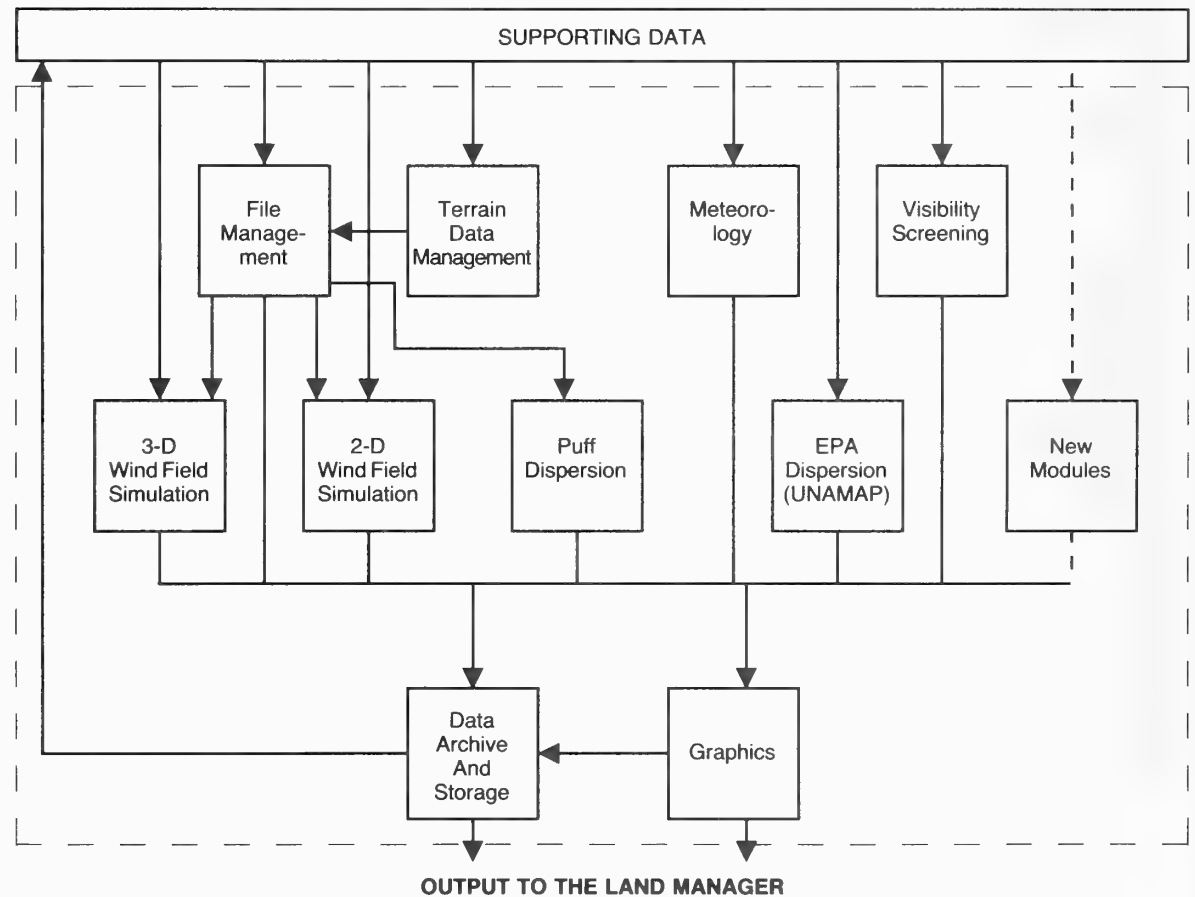 SUPPORTING DATA
File
Manage-
ment
Terrain
Data
Management
Meteoro-
logy
Visibility
Screening
3-D
Wind Field
Simulation
2-D
Wind Field
Simulation
Puff
Dispersion
EPA
Dispersion
(UNAMAP)
New
Modules
Data
Archive
And
Storage
Graphics
OUTPUT TO THE LAND MANAGER